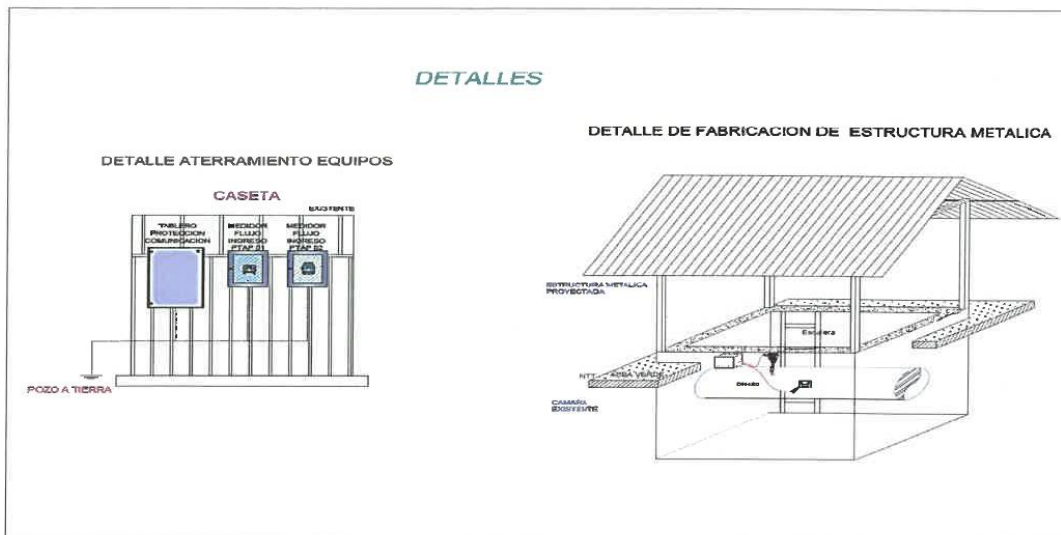 DETALLES
DETALLE ATERRAMIENTO EQUIPOS
CASETA
EXISTENTE
TABLERO
PROTECCION
COMUNICACION
MEDIDOR
FLUJO
INGRESO
PTAP 01
MEDIDOR
FLUJO
INGRESO
PTAP 02
POZO A TIERRA
DETALLE DE FABRICACION DE ESTRUCTURA METALICA
ESTRUCTURA METALICA
PROYECTADA
Escalera
NTT
CAMARA
EXISTENTE